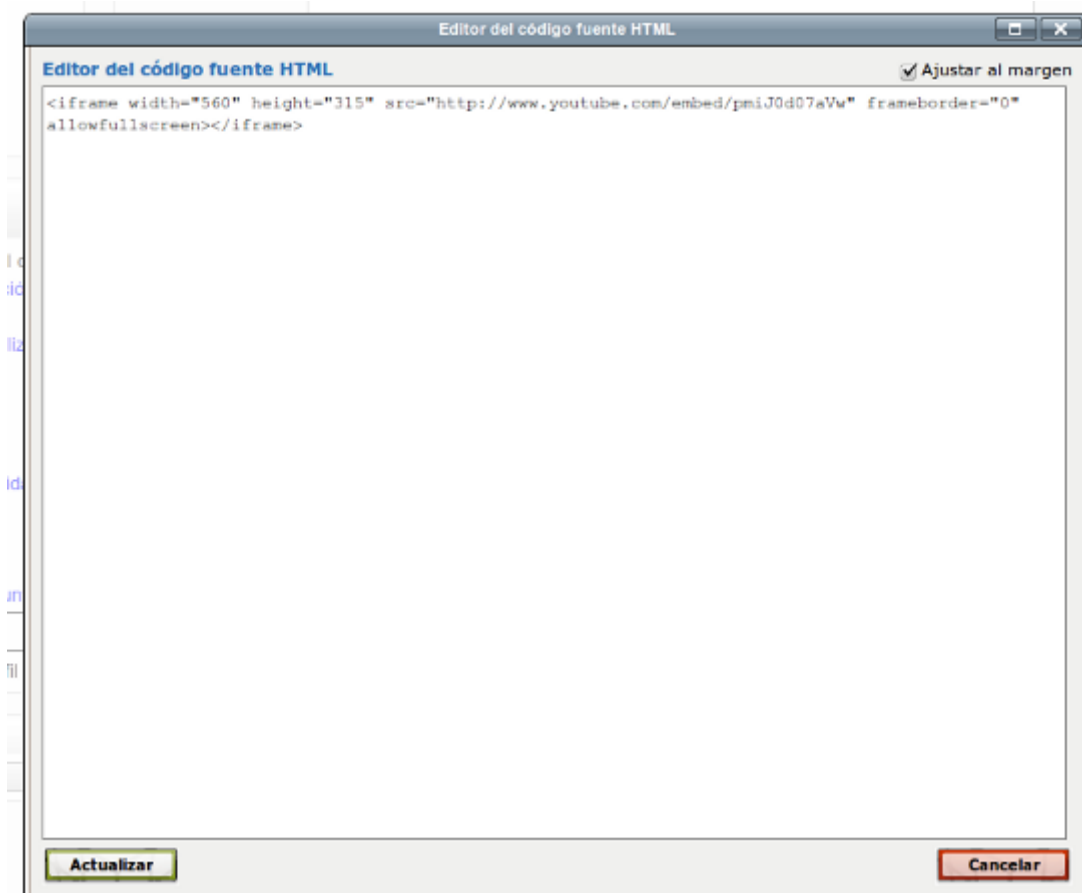 Editor del código fuente HTML
Editor del código fuente HTML
Ajustar al margen
<iframe width="560" height="315" src="http://www.youtube.com/embed/pmiJ0d07aVw" frameborder="0"
allowfullscreen></iframe>
Actualizar
Cancelar